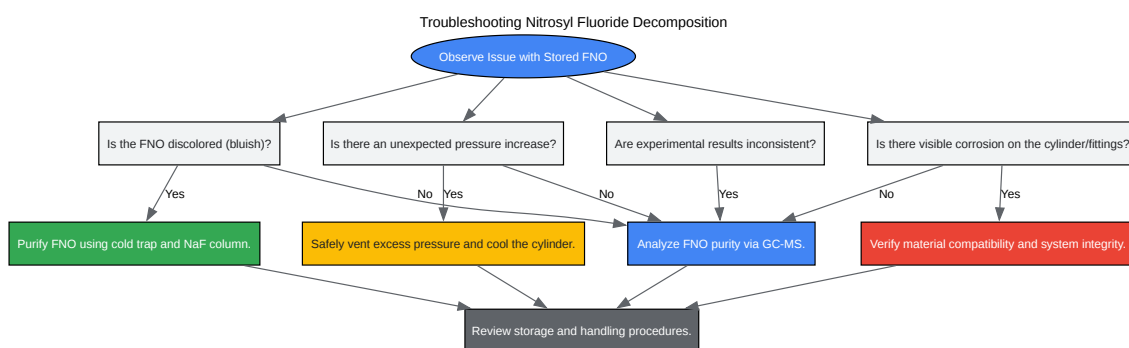 Troubleshooting Nitrosyl Fluoride Decomposition
Observe Issue with Stored FNO
Is the FNO discolored (bluish)?
Is there an unexpected pressure increase?
Are experimental results inconsistent?
Is there visible corrosion on the cylinder/fittings?
Yes
No
Yes
No
Yes
No
Yes
Purify FNO using cold trap and NaF column.
Safely vent excess pressure and cool the cylinder.
Analyze FNO purity via GC-MS.
Verify material compatibility and system integrity.
Review storage and handling procedures.